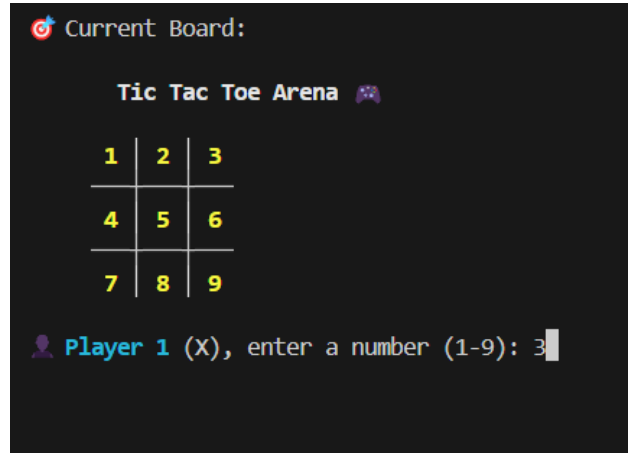 🎯 Current Board:
Tic Tac Toe Arena 🎮
1 | 2 | 3
4 | 5 | 6
7 | 8 | 9
👤 Player 1 (X), enter a number (1-9): 3